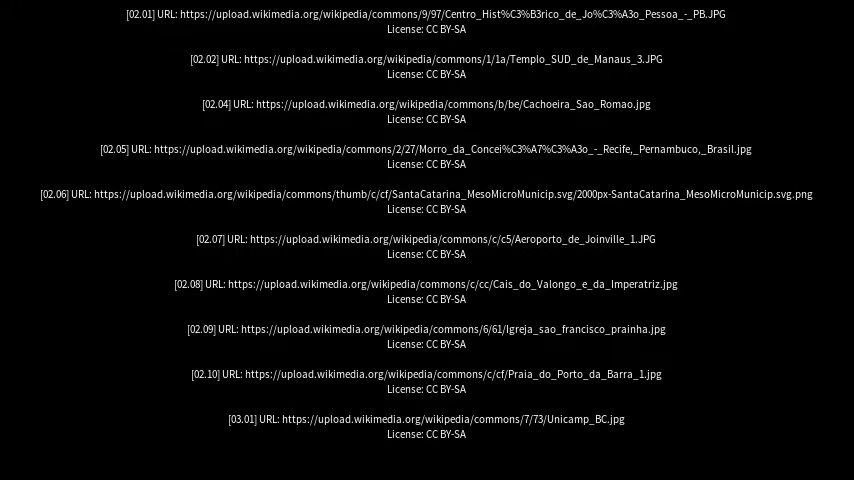 [02.01] URL: https://upload.wikimedia.org/wikipedia/commons/9/97/Centro_Hist%C3%B3rico_de_Jo%C3%A3o_Pessoa_-_PB.JPG
License: CC BY-SA
[02.02] URL: https://upload.wikimedia.org/wikipedia/commons/1/1a/Templo_SUD_de_Manaus_3.JPG
License: CC BY-SA
[02.04] URL: https://upload.wikimedia.org/wikipedia/commons/b/be/Cachoeira_Sao_Romao.jpg
License: CC BY-SA
[02.05] URL: https://upload.wikimedia.org/wikipedia/commons/2/27/Morro_da_Concei%C3%A7%C3%A3o_-_Recife,_Pernambuco,_Brasil.jpg
License: CC BY-SA
[02.06] URL: https://upload.wikimedia.org/wikipedia/commons/thumb/c/cf/SantaCatarina_MesoMicroMunicip.svg/2000px-SantaCatarina_MesoMicroMunicip.svg.png
License: CC BY-SA
[02.07] URL: https://upload.wikimedia.org/wikipedia/commons/c/c5/Aeroporto_de_Joinville_1.JPG
License: CC BY-SA
[02.08] URL: https://upload.wikimedia.org/wikipedia/commons/c/cc/Cais_do_Valongo_e_da_Imperatriz.jpg
License: CC BY-SA
[02.09] URL: https://upload.wikimedia.org/wikipedia/commons/6/61/Igreja_sao_francisco_prainha.jpg
License: CC BY-SA
[02.10] URL: https://upload.wikimedia.org/wikipedia/commons/c/cf/Praia_do_Porto_da_Barra_1.jpg
License: CC BY-SA
[03.01] URL: https://upload.wikimedia.org/wikipedia/commons/7/73/Unicamp_BC.jpg
License: CC BY-SA